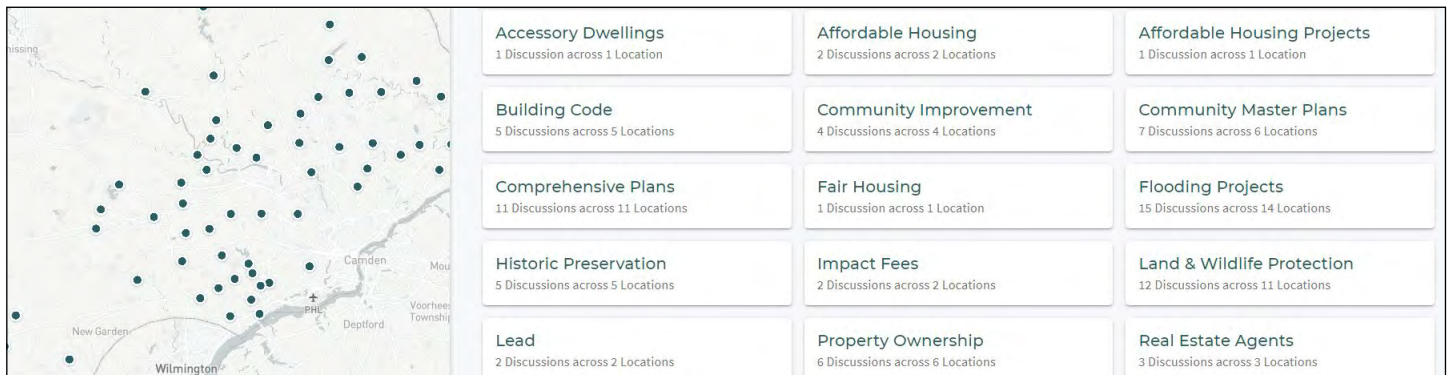 nissing
Camden
Mou
PHL
Voorhees
Township
Deptford
New Garden
Wilmington
Accessory Dwellings
1 Discussion across 1 Location
Affordable Housing
2 Discussions across 2 Locations
Affordable Housing Projects
1 Discussion across 1 Location
Building Code
5 Discussions across 5 Locations
Community Improvement
4 Discussions across 4 Locations
Community Master Plans
7 Discussions across 6 Locations
Comprehensive Plans
11 Discussions across 11 Locations
Fair Housing
1 Discussion across 1 Location
Flooding Projects
15 Discussions across 14 Locations
Historic Preservation
5 Discussions across 5 Locations
Impact Fees
2 Discussions across 2 Locations
Land & Wildlife Protection
12 Discussions across 11 Locations
Lead
2 Discussions across 2 Locations
Property Ownership
6 Discussions across 6 Locations
Real Estate Agents
3 Discussions across 3 Locations